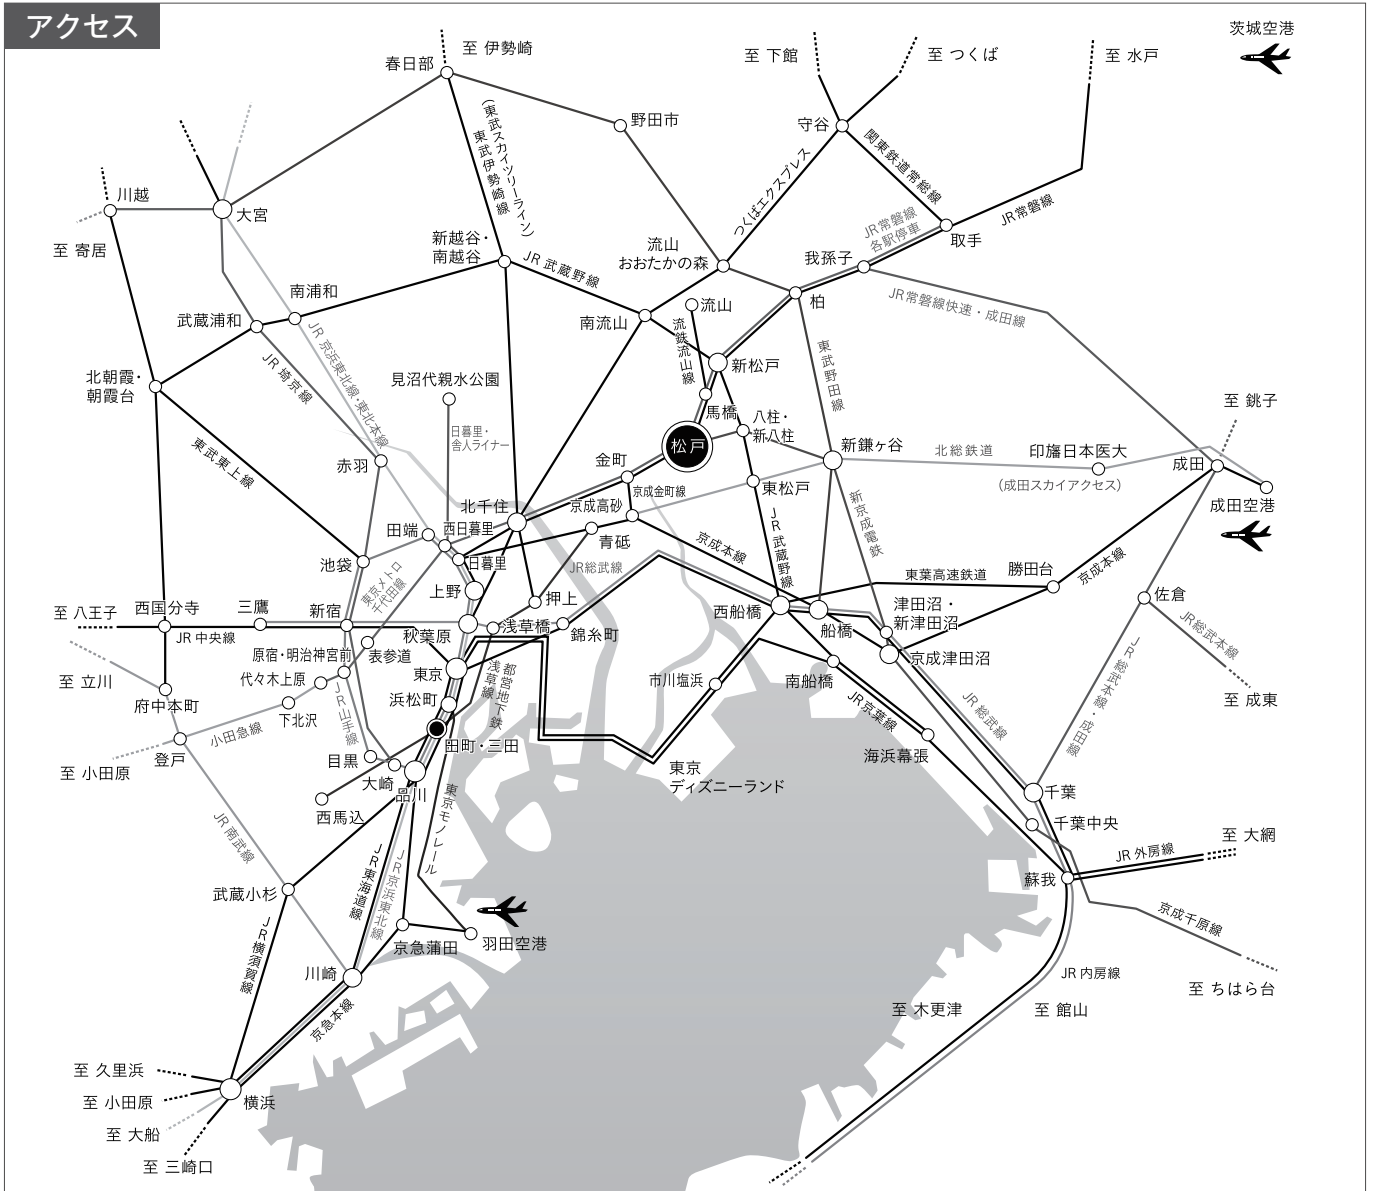 アクセス
茨城空港
至 伊勢崎
至 下館
至 つくば
至 水戸
春日部
野田市
守谷
(東武スカイツリーライン)
東武伊勢崎線
関東鉄道常総線
つくばエクスプレス
川越
大宮
至 寄居
新越谷・
南越谷
JR 武蔵野線
流山
おおたかの森
JR常磐線
各駅停車
取手
JR常磐線
我孫子
柏
JR常磐線快速・成田線
南浦和
武蔵浦和
南流山
流山
流鉄流山線
新松戸
東武野田線
JR 埼京線
JR 京浜東北線・東北本線
北朝霞・
朝霞台
見沼代親水公園
馬橋
八柱・
新八柱
至 銚子
日暮里・
舎人ライナー
松戸
新鎌ヶ谷
北総鉄道
印旛日本医大
(成田スカイアクセス)
成田
成田空港
東武東上線
赤羽
金町
京成金町線
東松戸
北千住
京成高砂
新京成電鉄
田端
西日暮里
青砥
京成本線
JR武蔵野線
池袋
日暮里
JR総武線
東京メトロ
千代田線
上野
押上
東葉高速鉄道
勝田台
京成本線
至 八王子
西国分寺
三鷹
新宿
JR 中央線
秋葉原
浅草橋
錦糸町
西船橋
船橋
津田沼・
新津田沼
京成津田沼
佐倉
JR総武本線
原宿・明治神宮前
表参道
代々木上原
東京
浅草線
都営地下鉄
市川塩浜
南船橋
至 立川
府中本町
下北沢
浜松町
JR山手線
JR京葉線
JR 総武線
JR 総武本線・成田線
至 成東
小田急線
登戸
至 小田原
目黒
大崎
品川
田町・三田
東京
ディズニーランド
海浜幕張
西馬込
東京モノレール
千葉
千葉中央
JR 南武線
至 大網
JR 外房線
武蔵小杉
JR東海道線
JR京浜東北線
蘇我
京成千原線
JR横須賀線
京急蒲田
羽田空港
川崎
JR 内房線
至 ちはら台
京急本線
至 木更津
至 館山
至 久里浜
至 小田原
横浜
至 大船
至 三崎口